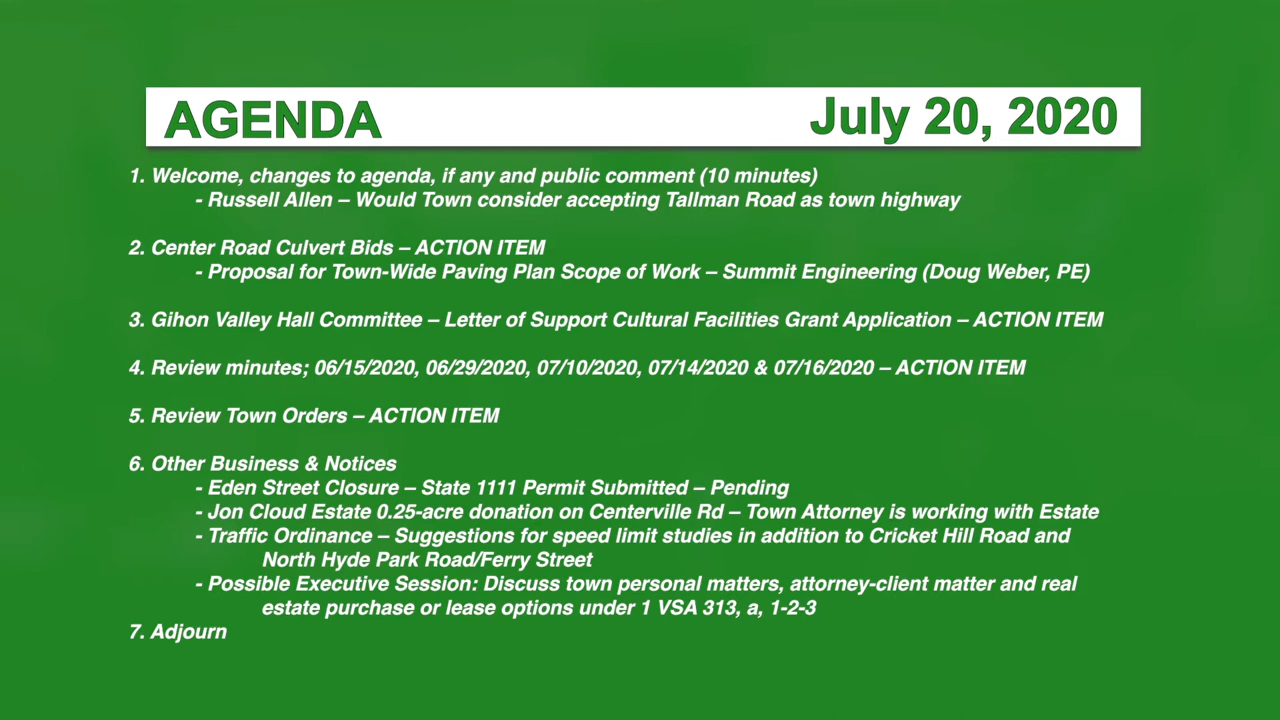 AGENDA July 20, 2020
1. Welcome, changes to agenda, if any and public comment (10 minutes)
- Russell Allen – Would Town consider accepting Tallman Road as town highway
2. Center Road Culvert Bids – ACTION ITEM
- Proposal for Town-Wide Paving Plan Scope of Work – Summit Engineering (Doug Weber, PE)
3. Gihon Valley Hall Committee – Letter of Support Cultural Facilities Grant Application – ACTION ITEM
4. Review minutes; 06/15/2020, 06/29/2020, 07/10/2020, 07/14/2020 & 07/16/2020 – ACTION ITEM
5. Review Town Orders – ACTION ITEM
6. Other Business & Notices
- Eden Street Closure – State 1111 Permit Submitted – Pending
- Jon Cloud Estate 0.25-acre donation on Centerville Rd – Town Attorney is working with Estate
- Traffic Ordinance – Suggestions for speed limit studies in addition to Cricket Hill Road and
North Hyde Park Road/Ferry Street
- Possible Executive Session: Discuss town personal matters, attorney-client matter and real
estate purchase or lease options under 1 VSA 313, a, 1-2-3
7. Adjourn